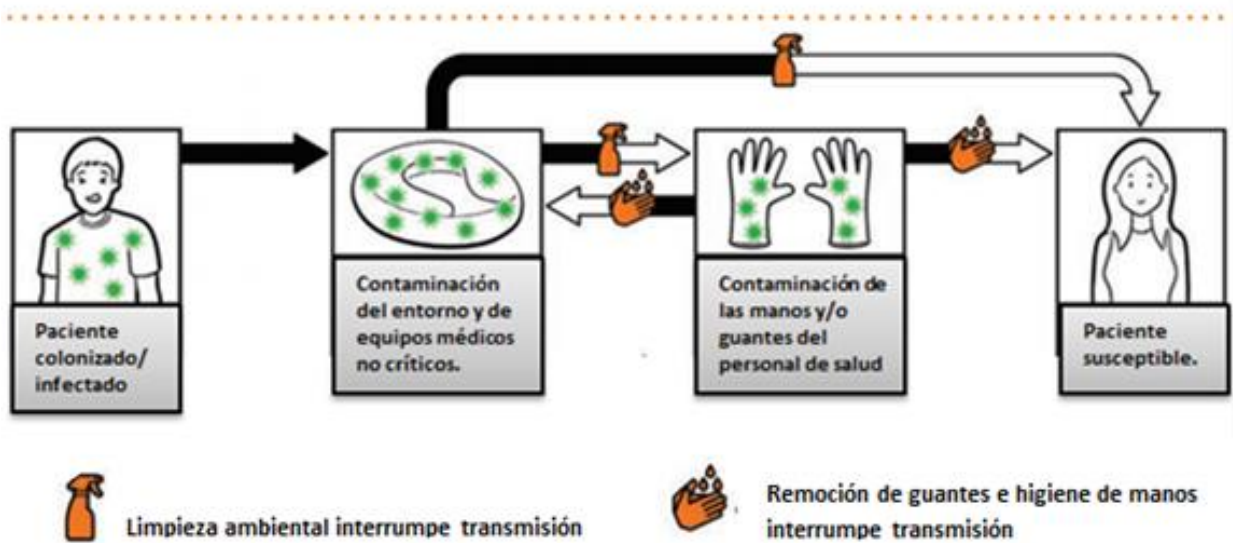 Paciente
colonizado/
infectado
Contaminación
del entorno y de
equipos médicos
no críticos.
Contaminación de
las manos y/o
guantes del
personal de salud
Paciente
susceptible.
Limpieza ambiental interrumpe transmisión
Remoción de guantes e higiene de manos
interrumpe transmisión